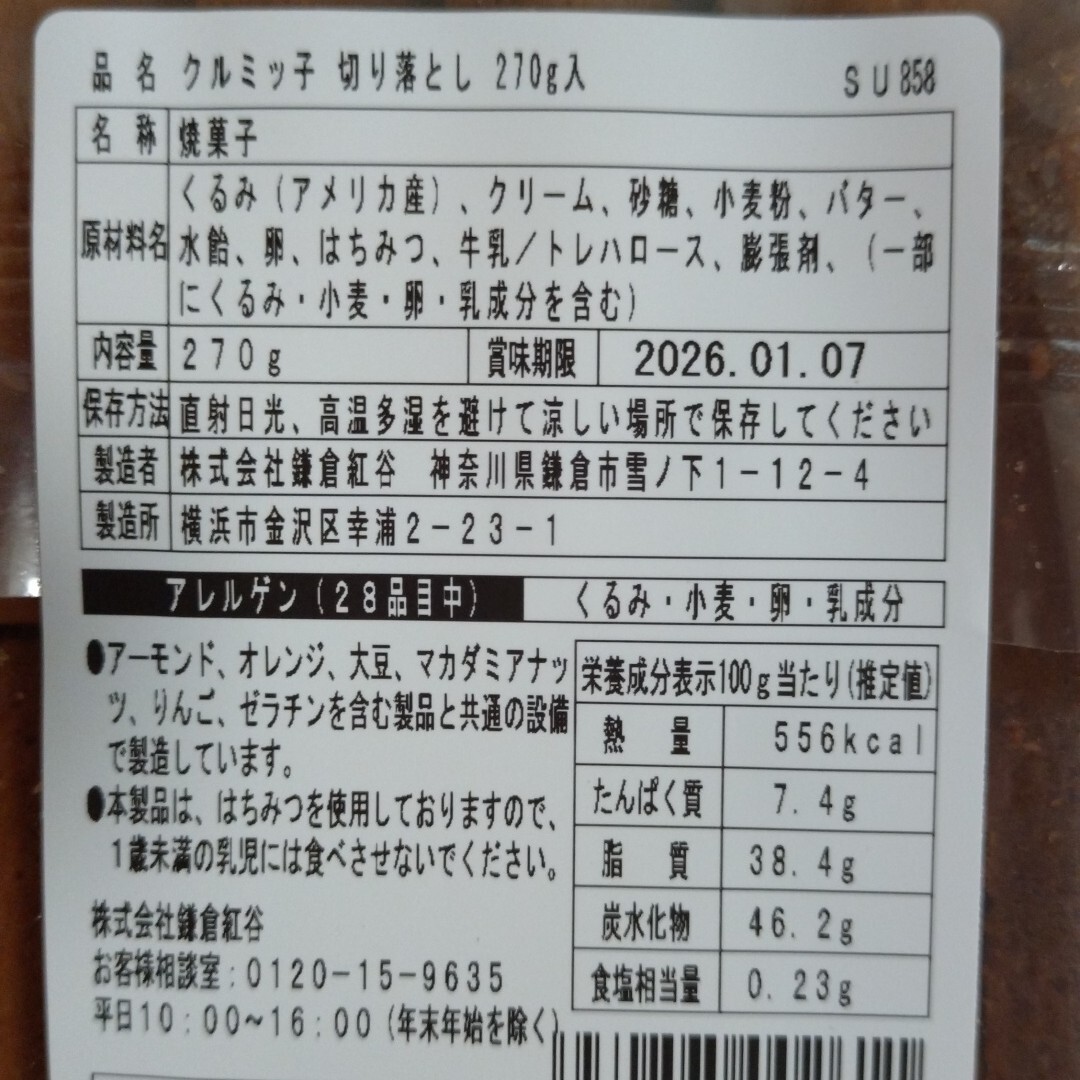 品名 クルミッ子 切り落とし 270g入 SU858
名称 焼菓子
原材料名 くるみ(アメリカ産)、クリーム、砂糖、小麦粉、バター、
水飴、卵、はちみつ、牛乳/トレハロース、膨張剤、(一部
にくるみ・小麦・卵・乳成分を含む)
内容量 270g 賞味期限 2026.01.07
保存方法 直射日光、高温多湿を避けて涼しい場所で保存してください
製造者 株式会社鎌倉紅谷 神奈川県鎌倉市雪ノ下1-12-4
製造所 横浜市金沢区幸浦2-23-1
アレルゲン(28品目中) くるみ・小麦・卵・乳成分
●アーモンド、オレンジ、大豆、マカダミアナッ
ツ、りんご、ゼラチンを含む製品と共通の設備
で製造しています。
●本製品は、はちみつを使用しておりますので、
1歳未満の乳児には食べさせないでください。
株式会社鎌倉紅谷
お客様相談室:0120-15-9635
平日10:00~16:00(年末年始を除く)
栄養成分表示100g当たり(推定値)
熱量 556kcal
たんぱく質 7.4g
脂質 38.4g
炭水化物 46.2g
食塩相当量 0.23g